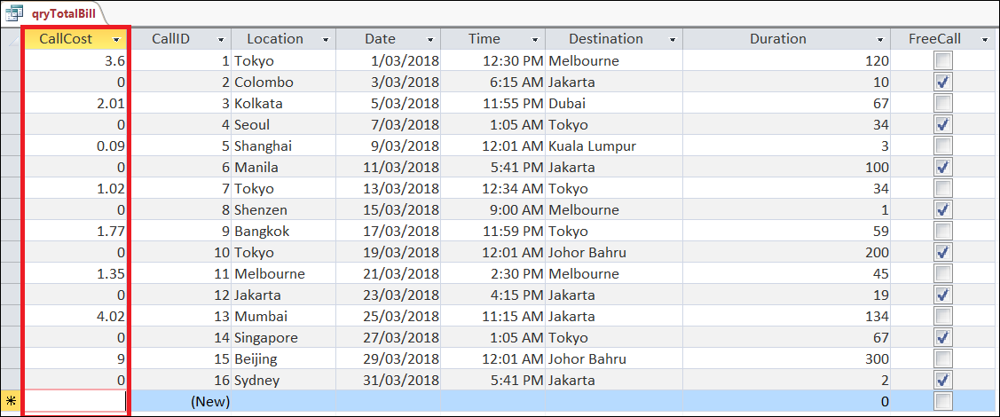 qryTotalBill
CallCost CallID Location Date Time Destination Duration FreeCall
3.6 1 Tokyo 1/03/2018 12:30 PM Melbourne 120
0 2 Colombo 3/03/2018 6:15 AM Jakarta 10
2.01 3 Kolkata 5/03/2018 11:55 PM Dubai 67
0 4 Seoul 7/03/2018 1:05 AM Tokyo 34
0.09 5 Shanghai 9/03/2018 12:01 AM Kuala Lumpur 3
0 6 Manila 11/03/2018 5:41 PM Jakarta 100
1.02 7 Tokyo 13/03/2018 12:34 AM Tokyo 34
0 8 Shenzen 15/03/2018 9:00 AM Melbourne 1
1.77 9 Bangkok 17/03/2018 11:59 PM Tokyo 59
0 10 Tokyo 19/03/2018 12:01 AM Johor Bahru 200
1.35 11 Melbourne 21/03/2018 2:30 PM Melbourne 45
0 12 Jakarta 23/03/2018 4:15 PM Jakarta 19
4.02 13 Mumbai 25/03/2018 11:15 AM Jakarta 134
0 14 Singapore 27/03/2018 1:05 AM Tokyo 67
9 15 Beijing 29/03/2018 12:01 AM Johor Bahru 300
0 16 Sydney 31/03/2018 5:41 PM Jakarta 2
(New) 0